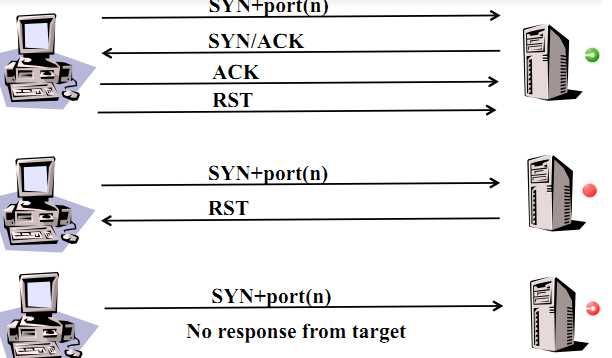 SYN+port(n)
SYN/ACK
ACK
RST
SYN+port(n)
RST
SYN+port(n)
No response from target